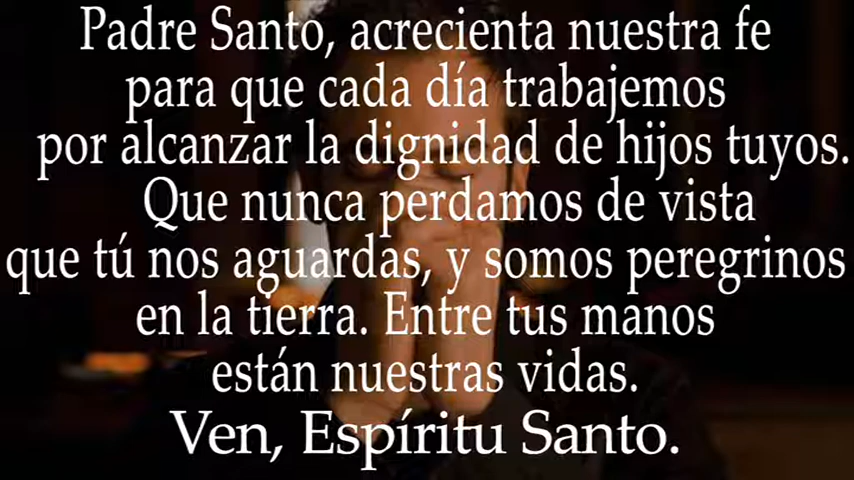 Padre Santo, acrecienta nuestra fe
para que cada día trabajemos
por alcanzar la dignidad de hijos tuyos.
Que nunca perdamos de vista
que tú nos aguardas, y somos peregrinos
en la tierra. Entre tus manos
están nuestras vidas.
Ven, Espíritu Santo.